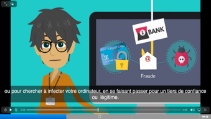 BANK
Fraude
ou pour chercher à infecter votre ordinateur, en se faisant passer pour un tiers de confiance
ou légitime.